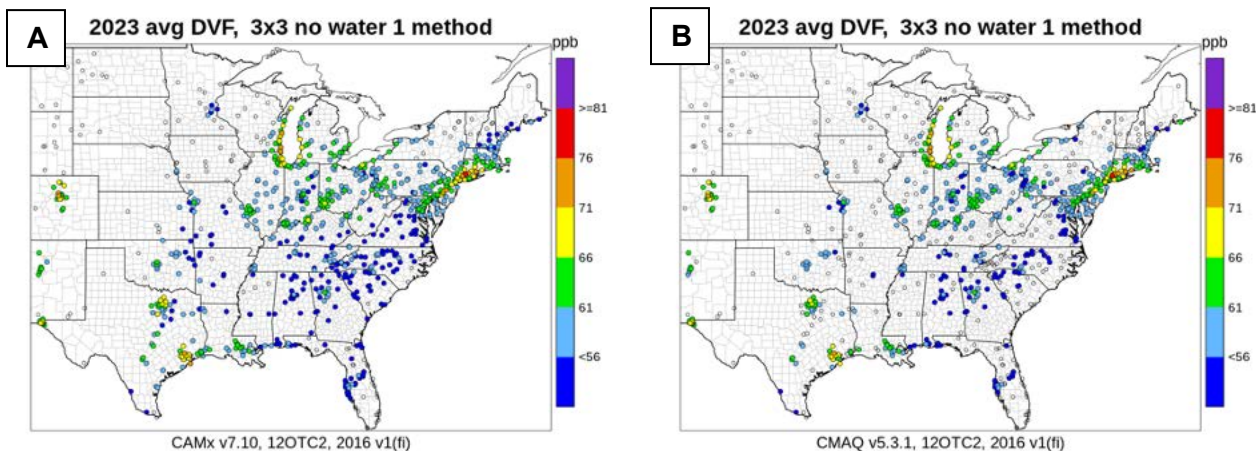 A
2023 avg DVF, 3x3 no water 1 method
ppb
>=81
76
71
66
61
<56
CAMx v7.10, 12OTC2, 2016 v1(fi)
B
2023 avg DVF, 3x3 no water 1 method
ppb
>=81
76
71
66
61
<56
CMAQ v5.3.1, 12OTC2, 2016 v1(fi)